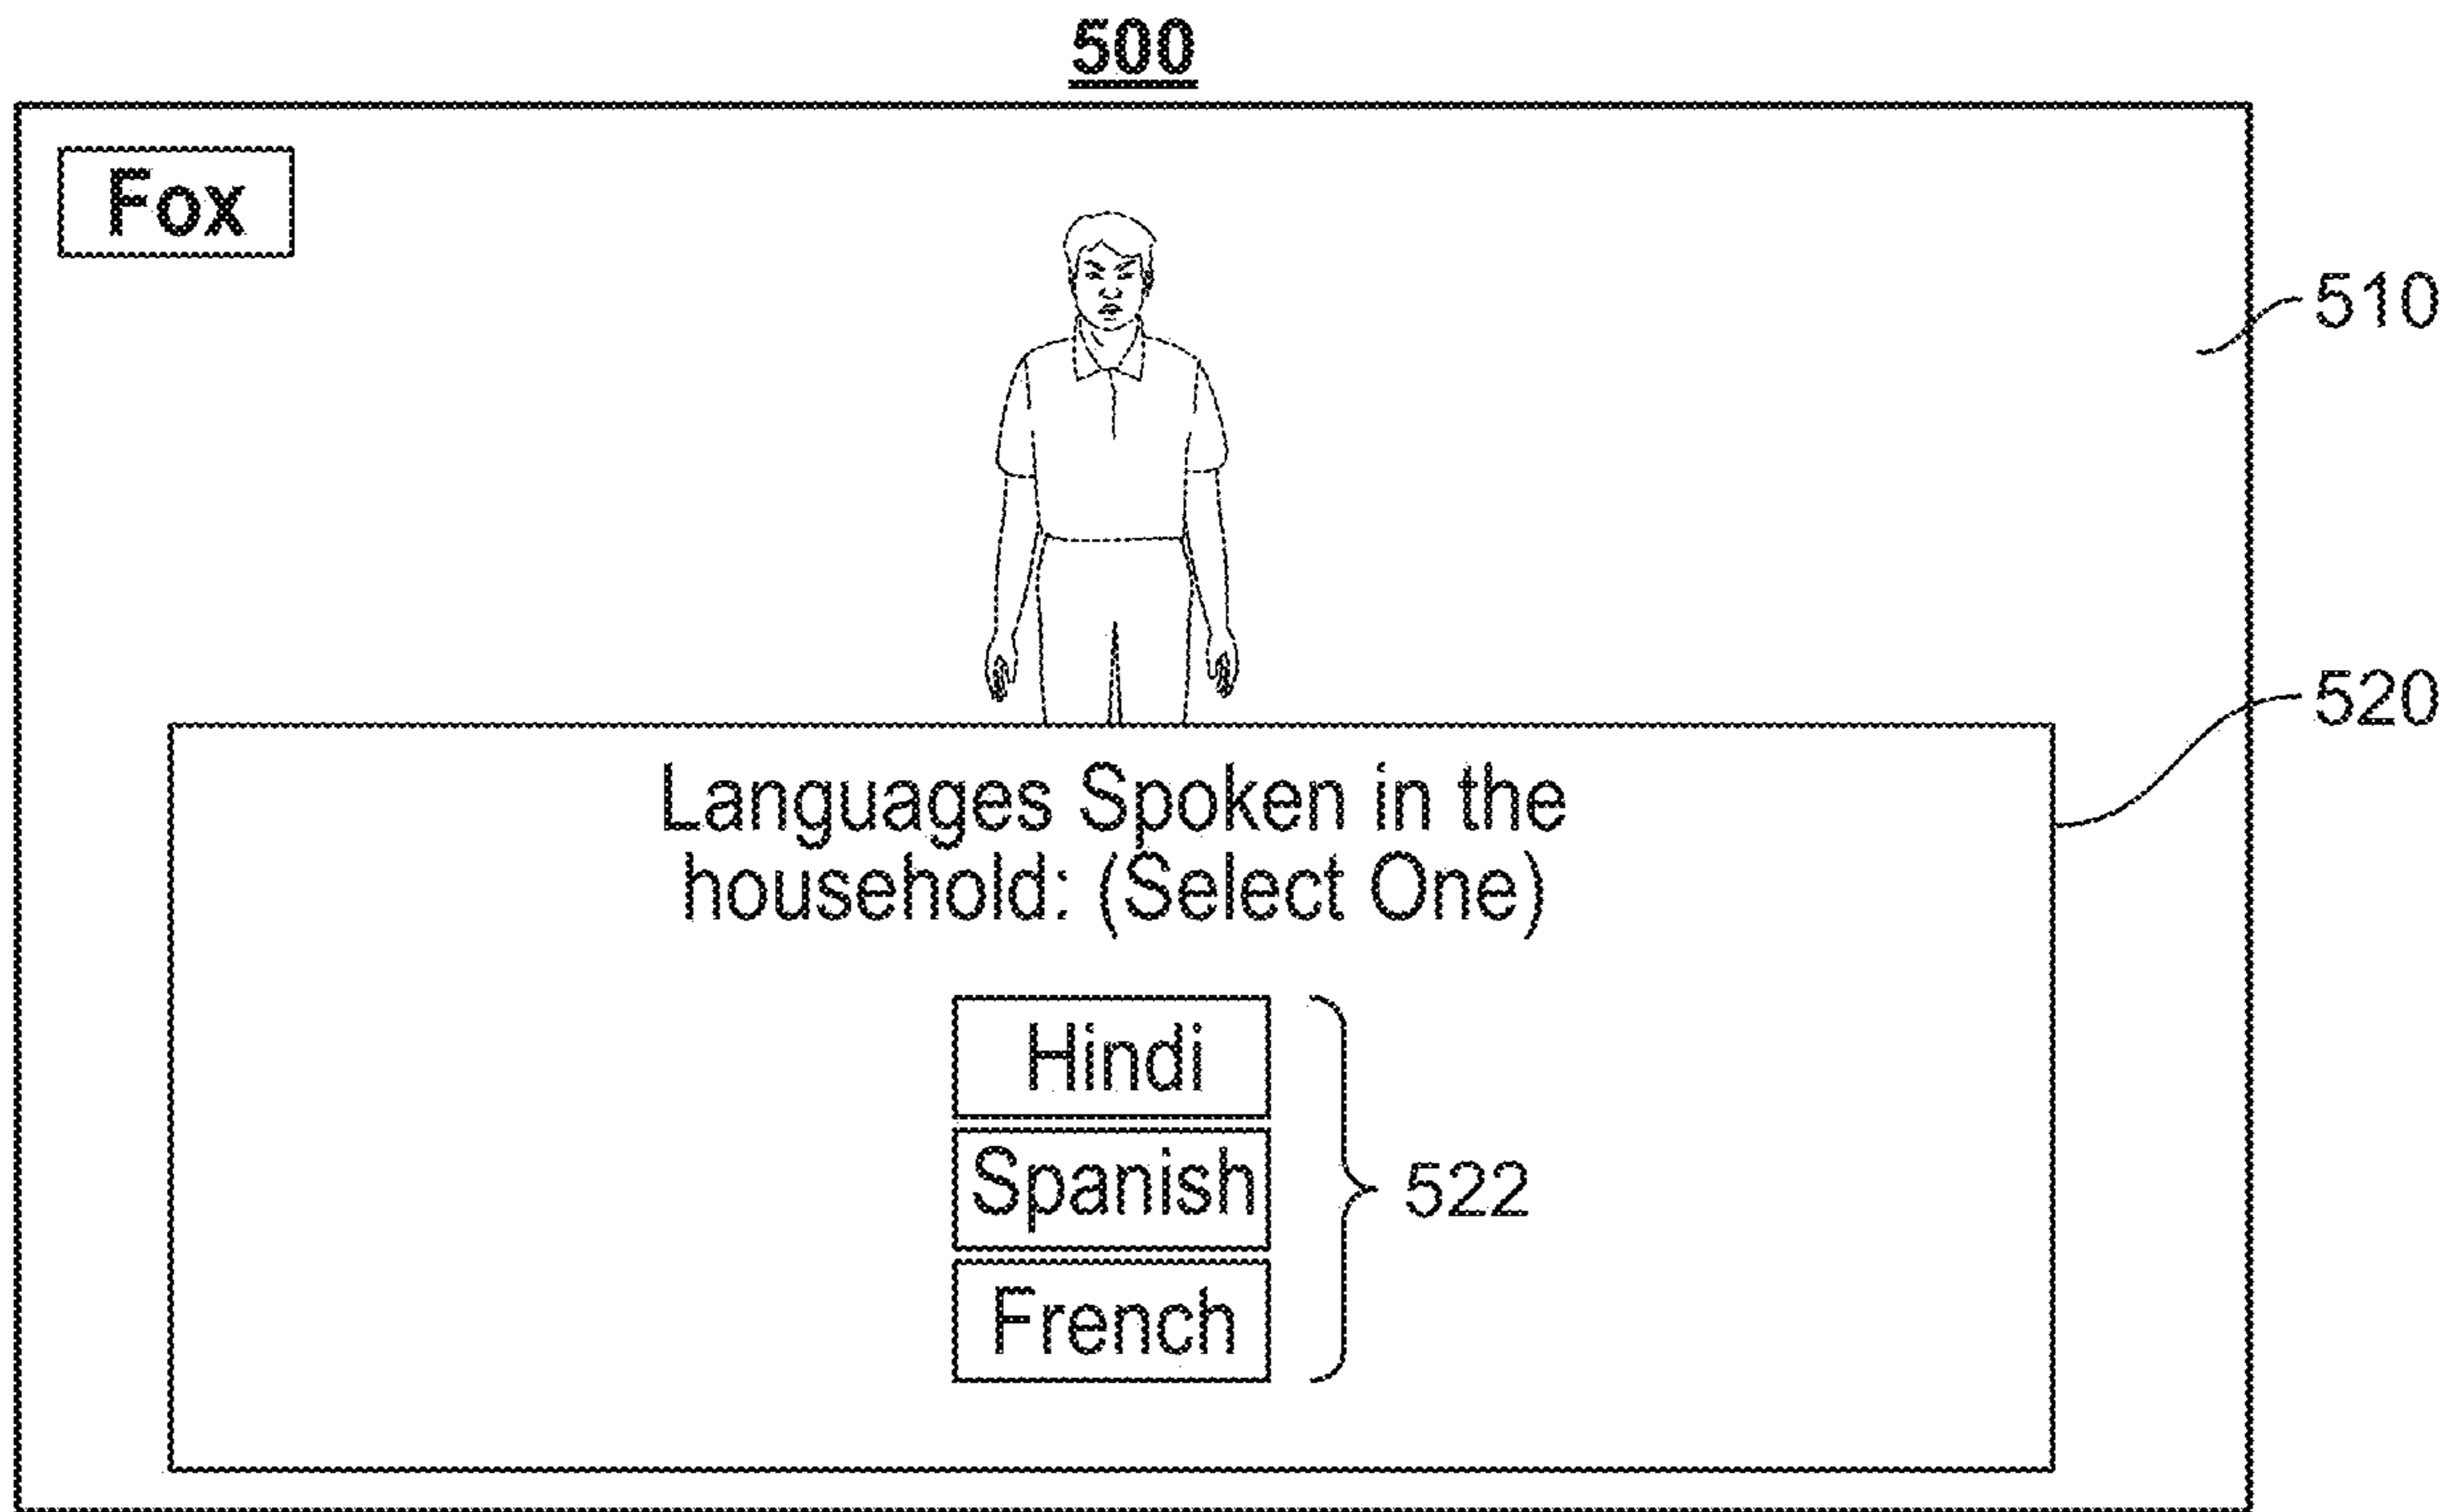 500
Fox
510
520
Languages Spoken in the
household: (Select One)
Hindi
Spanish
522
French